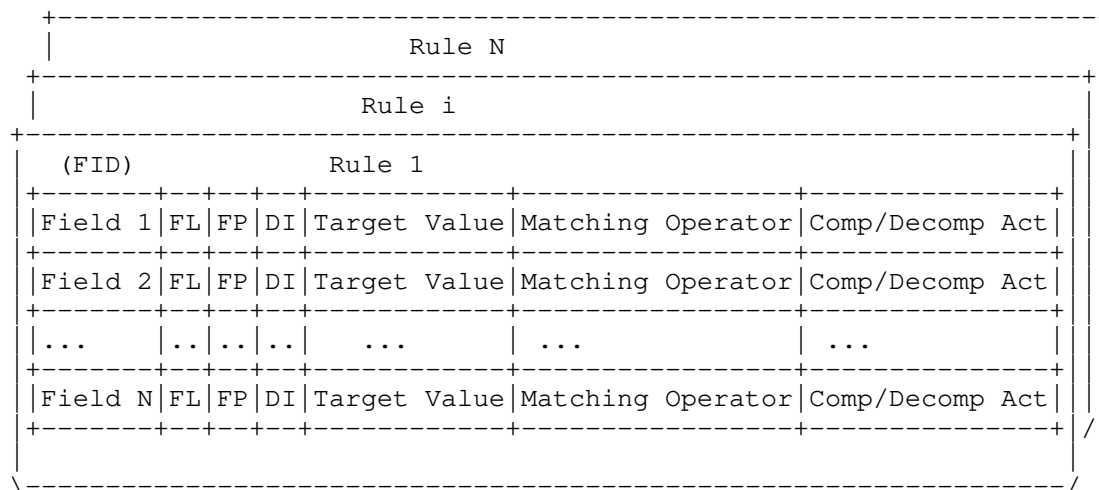 Rule N
Rule i
(FID) Rule 1
Field 1|FL|FP|DI|Target Value|Matching Operator|Comp/Decomp Act
Field 2|FL|FP|DI|Target Value|Matching Operator|Comp/Decomp Act
...|..|..|..|...|...|...
Field N|FL|FP|DI|Target Value|Matching Operator|Comp/Decomp Act